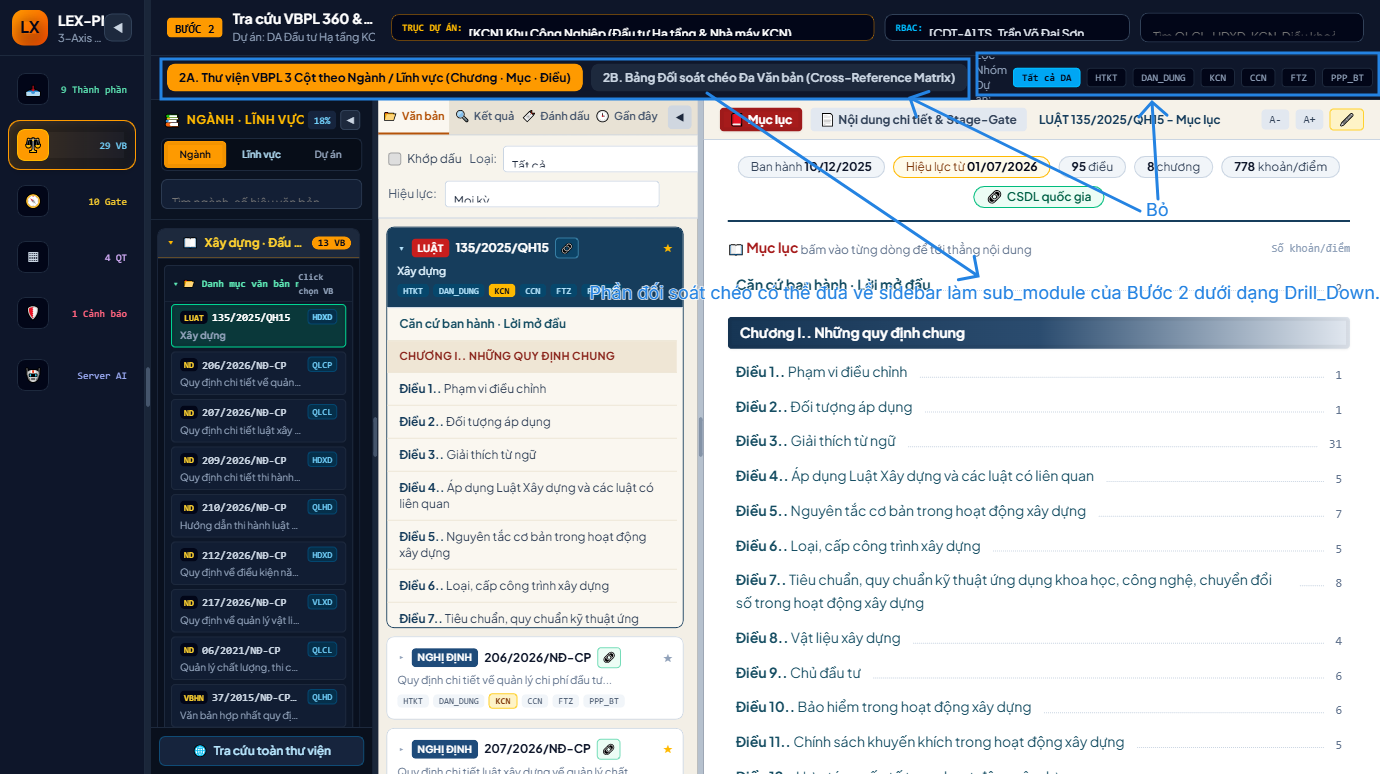 LX
LEX-PL
3-Axis ...
◀
9 Thành phần
29 VB
10 Gate
4 QT
1 Cảnh báo
Server AI
BƯỚC 2
Tra cứu VBPL 360 &...
Dự án: DA Đầu tư Hạ tầng KC
TRỤC DỰ ÁN:
[KCN] Khu Công Nghiệp (Đầu tư Hạ tầng & Nhà máy KCN)
RBAC:
[CĐT-A] TS. Trần Võ Đại Sơn
2A. Thư viện VBPL 3 Cột theo Ngành / Lĩnh vực (Chương · Mục · Điều)
2B. Bảng Đối soát chéo Đa Văn bản (Cross-Reference Matrix)
Nhóm
Dự
án:
Tất cả DA
HTKT
DAN_DUNG
KCN
CCN
FTZ
PPP_BT
NGÀNH · LĨNH VỰC
18%
◀
Ngành
Lĩnh vực
Dự án
Tìm ngành, số hiệu văn bản
Xây dựng · Đấu ...
13 VB
Danh mục văn bản
Click
chọn VB
LUẬT 135/2025/QH15 HDXD
Xây dựng
ND 206/2026/NĐ-CP QLCP
Quy định chi tiết về quản...
ND 207/2026/NĐ-CP QLCL
Quy định chi tiết luật xây ...
ND 209/2026/NĐ-CP HDXD
Quy định chi tiết thi hành...
ND 210/2026/NĐ-CP QLHD
Hướng dẫn thi hành luật ...
ND 212/2026/NĐ-CP HDXD
Quy định về điều kiện nă...
ND 217/2026/NĐ-CP VLXD
Quy định về quản lý vật li...
ND 06/2021/NĐ-CP QLCL
Quản lý chất lượng, thi c...
VBHN 37/2015/NĐ-CP... QLHD
Văn bản hợp nhất quy đị...
Tra cứu toàn thư viện
Văn bản
Kết quả
Đánh dấu
Gần đây
◀
Khớp dấu
Loại:
Tất cả
Hiệu lực:
Mọi kỳ
LUẬT 135/2025/QH15
Xây dựng
HTKT DAN_DUNG KCN CCN FTZ
Căn cứ ban hành · Lời mở đầu
CHƯƠNG I.. NHỮNG QUY ĐỊNH CHUNG
Điều 1.. Phạm vi điều chỉnh
Điều 2.. Đối tượng áp dụng
Điều 3.. Giải thích từ ngữ
Điều 4.. Áp dụng Luật Xây dựng và các luật có
liên quan
Điều 5.. Nguyên tắc cơ bản trong hoạt động
xây dựng
Điều 6.. Loại, cấp công trình xây dựng
Điều 7.. Tiêu chuẩn, quy chuẩn kỹ thuật ứng
NGHỊ ĐỊNH 206/2026/NĐ-CP
Quy định chi tiết về quản lý chi phí đầu tư...
HTKT DAN_DUNG KCN CCN FTZ PPP_BT
NGHỊ ĐỊNH 207/2026/NĐ-CP
Quy định chi tiết luật xây dựng về quản lý chất
Mục lục
Nội dung chi tiết & Stage-Gate
LUẬT 135/2025/QH15 - Mục lục
A-
A+
Ban hành 10/12/2025
Hiệu lực từ 01/07/2026
95 điều
8 chương
778 khoản/điểm
CSDL quốc gia
Bỏ
Mục lục bấm vào từng dòng để tới thẳng nội dung
Số khoản/điểm
Căn cứ ban hành · Lời mở đầu
Phần đối soát chéo có thể đưa về sidebar làm sub_module của BƯớc 2 dưới dạng Drill_Down.
Chương I.. Những quy định chung
Điều 1.. Phạm vi điều chỉnh 1
Điều 2.. Đối tượng áp dụng 1
Điều 3.. Giải thích từ ngữ 31
Điều 4.. Áp dụng Luật Xây dựng và các luật có liên quan 5
Điều 5.. Nguyên tắc cơ bản trong hoạt động xây dựng 7
Điều 6.. Loại, cấp công trình xây dựng 5
Điều 7.. Tiêu chuẩn, quy chuẩn kỹ thuật ứng dụng khoa học, công nghệ, chuyển đổi 8
số trong hoạt động xây dựng
Điều 8.. Vật liệu xây dựng 4
Điều 9.. Chủ đầu tư 6
Điều 10.. Bảo hiểm trong hoạt động xây dựng 6
Điều 11.. Chính sách khuyến khích trong hoạt động xây dựng 5